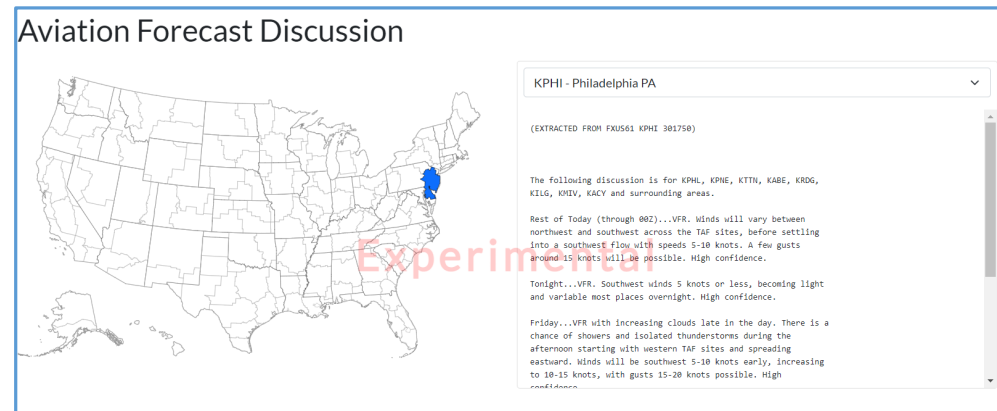 Aviation Forecast Discussion
KPHI - Philadelphia PA
(EXTRACTED FROM FXUS61 KPHI 301750)
The following discussion is for KPHL, KPNE, KTTN, KABE, KRDG,
KILG, KMIV, KACY and surrounding areas.
Rest of Today (through 00Z)...VFR. Winds will vary between
northwest and southwest across the TAF sites, before settling
into a southwest flow with speeds 5-10 knots. A few gusts
around 15 knots will be possible. High confidence.
Experimental
Tonight...VFR. Southwest winds 5 knots or less, becoming light
and variable most places overnight. High confidence.
Friday...VFR with increasing clouds late in the day. There is a
chance of showers and isolated thunderstorms during the
afternoon starting with western TAF sites and spreading
eastward. Winds will be southwest 5-10 knots early, increasing
to 10-15 knots, with gusts 15-20 knots possible. High
confidence